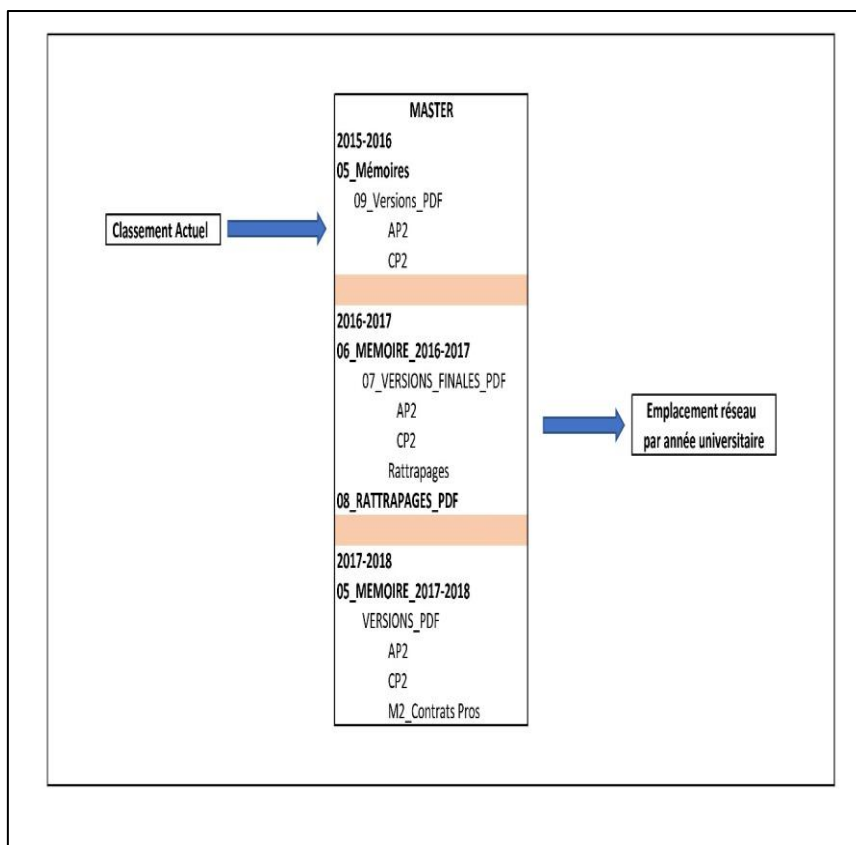 Classement Actuel
MASTER
2015-2016
05_Mémoires
09_Versions_PDF
AP2
CP2
2016-2017
06_MEMOIRE_2016-2017
07_VERSIONS_FINALES_PDF
AP2
CP2
Rattrapages
08_RATTRAPAGES_PDF
2017-2018
05_MEMOIRE_2017-2018
VERSIONS_PDF
AP2
CP2
M2_Contrats Pros
Emplacement réseau
par année universitaire